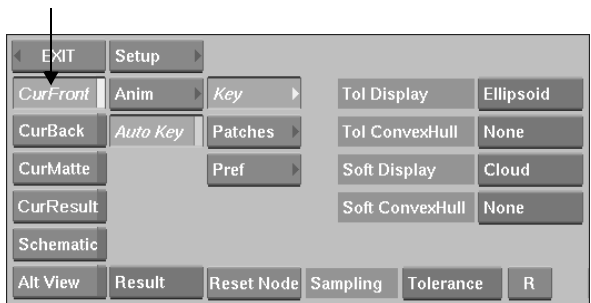 EXIT Setup
CurFront Anim Key Tol Display Ellipsoid
CurBack Auto Key Patches Tol ConvexHull None
CurMatte Pref Soft Display Cloud
CurResult Soft ConvexHull None
Schematic
Alt View Result Reset Node Sampling Tolerance R